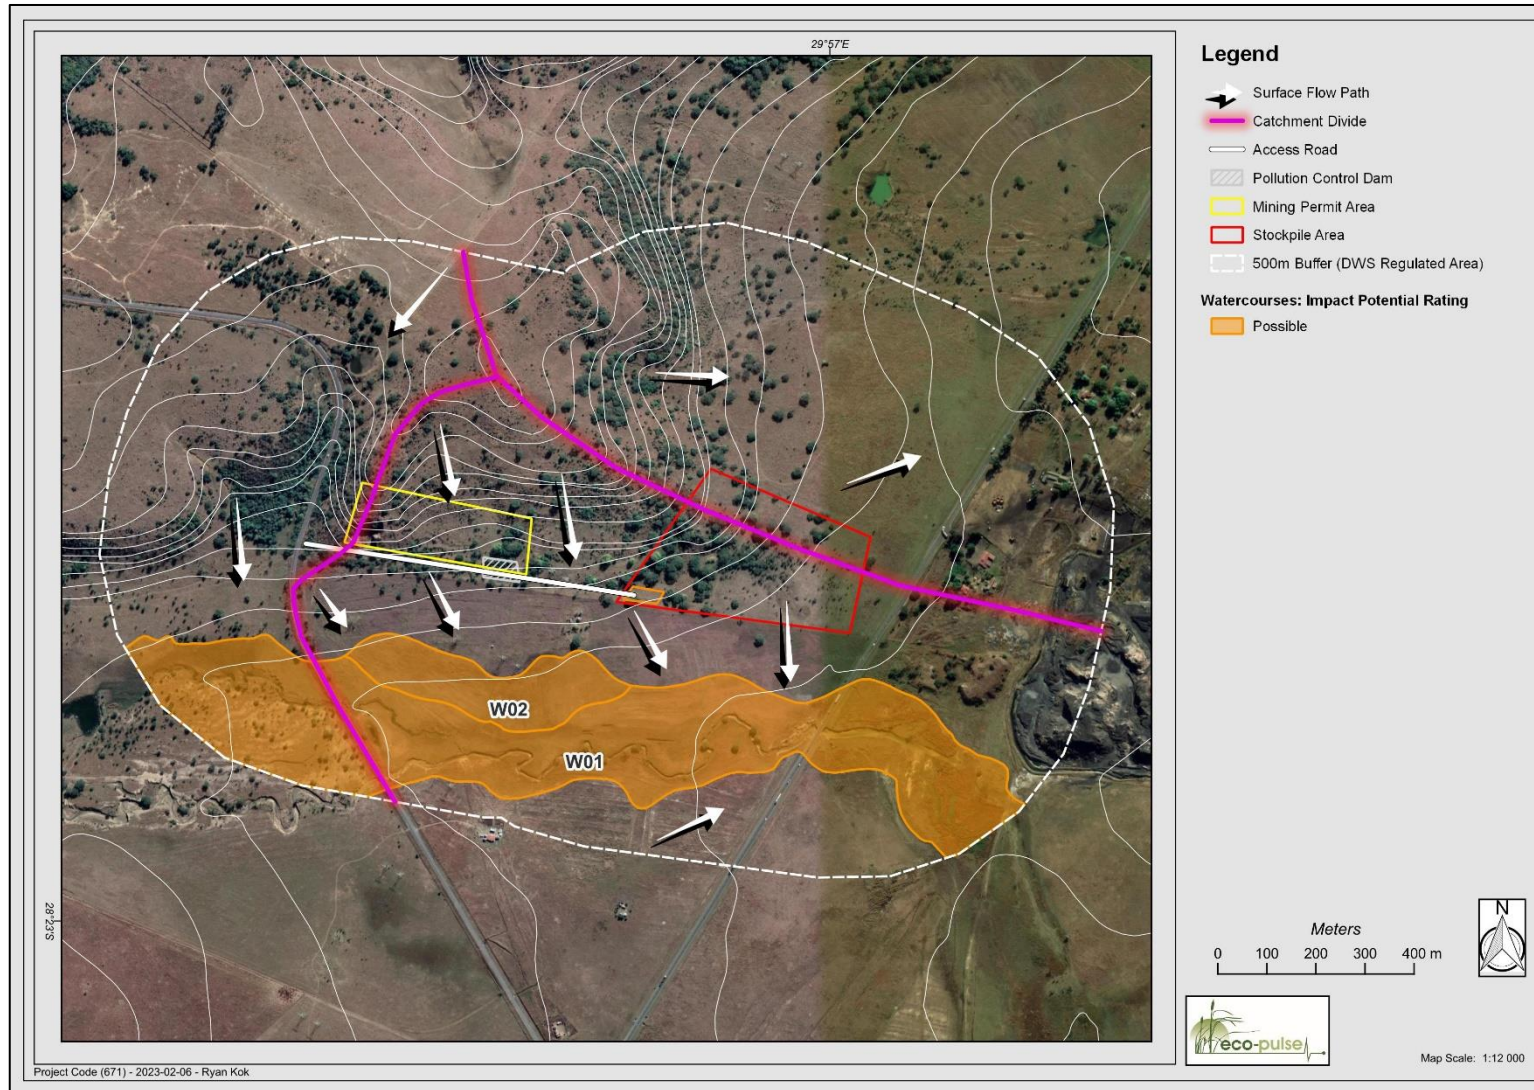 29°57'E
Legend
Surface Flow Path
Catchment Divide
Access Road
Pollution Control Dam
Mining Permit Area
Stockpile Area
500m Buffer (DWS Regulated Area)
Watercourses: Impact Potential Rating
Possible
W02
W01
28°23'S
Meters
0 100 200 300 400 m
N
eco-pulse
Map Scale: 1:12 000
Project Code (671) - 2023-02-06 - Ryan Kok